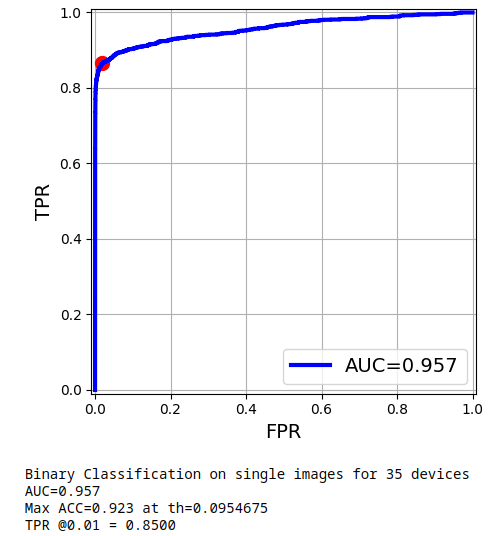 1.0
0.8
0.6
0.4
0.2
0.0
TPR
AUC=0.957
0.0 0.2 0.4 0.6 0.8 1.0
FPR
Binary Classification on single images for 35 devices
AUC=0.957
Max ACC=0.923 at th=0.0954675
TPR @0.01 = 0.8500